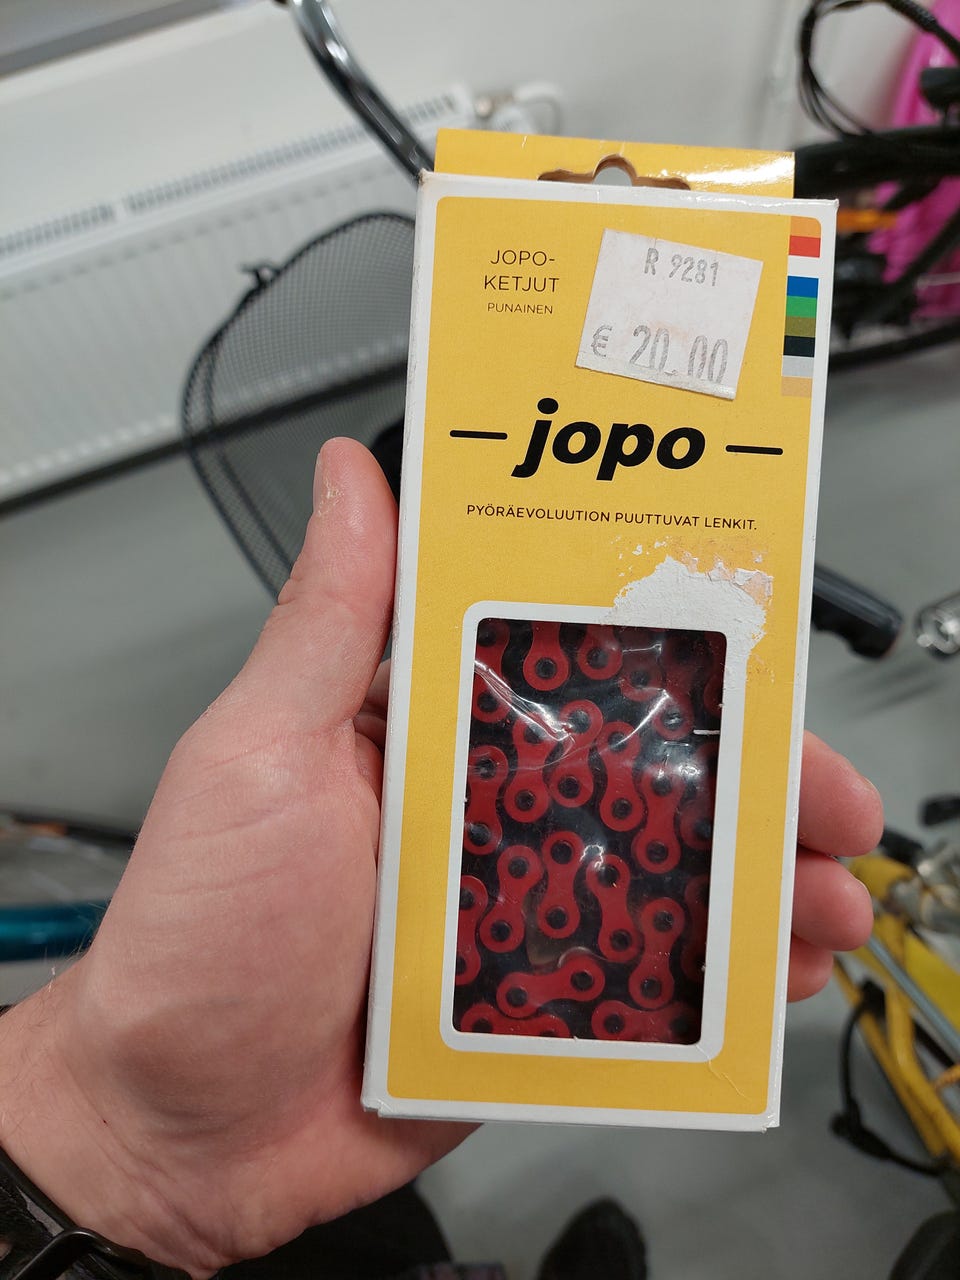 JOPO-
KETJUT
PUNAINEN
R 9281
€ 20.00
jopo
PYÖRÄEVOLUUTION PUUTTUVAT LENKIT.